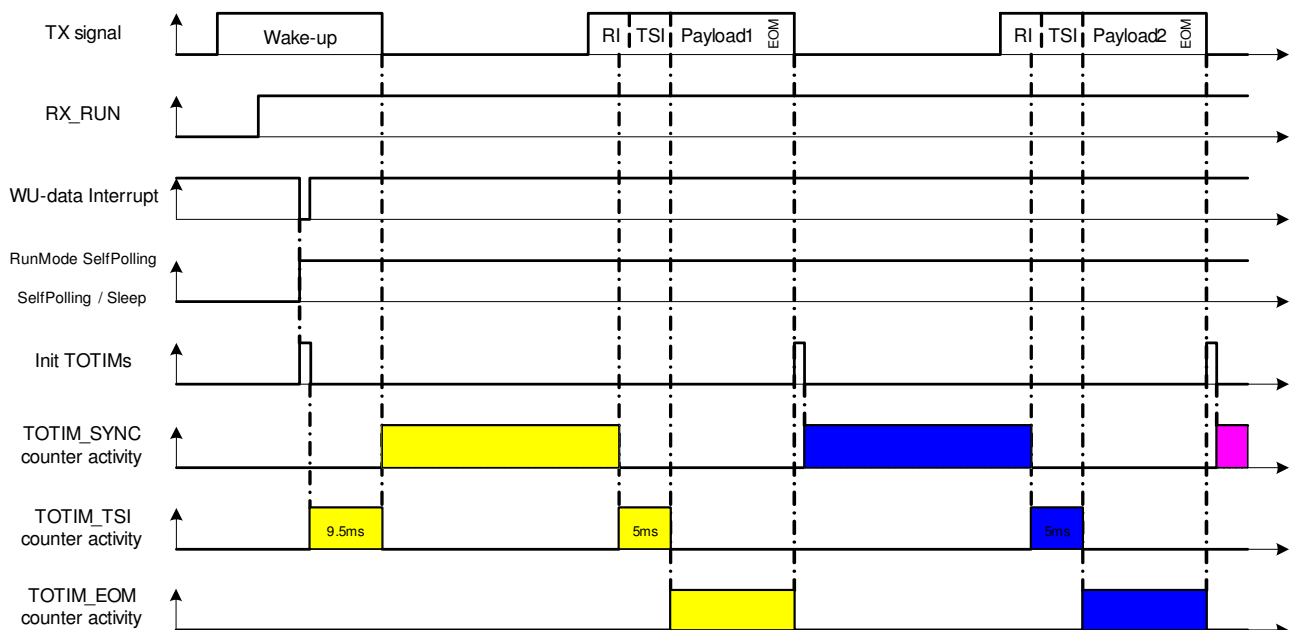 TX signal
Wake-up
RI TSI Payload1 EOM
RI TSI Payload2 EOM
RX_RUN
WU-data Interrupt
RunMode SelfPolling
SelfPolling / Sleep
Init TOTIMs
TOTIM_SYNC
counter activity
TOTIM_TSI
counter activity
9.5ms
5ms
5ms
TOTIM_EOM
counter activity